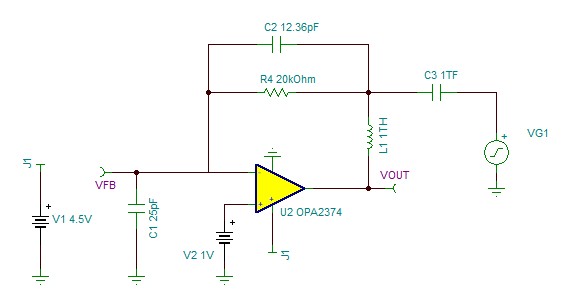 C2 12.36pF
R4 20kOhm
C3 1TF
L1 1TH
VG1
J1
VFB
VOUT
C1 25pF
U2 OPA2374
V1 4.5V
V2 1V
J1